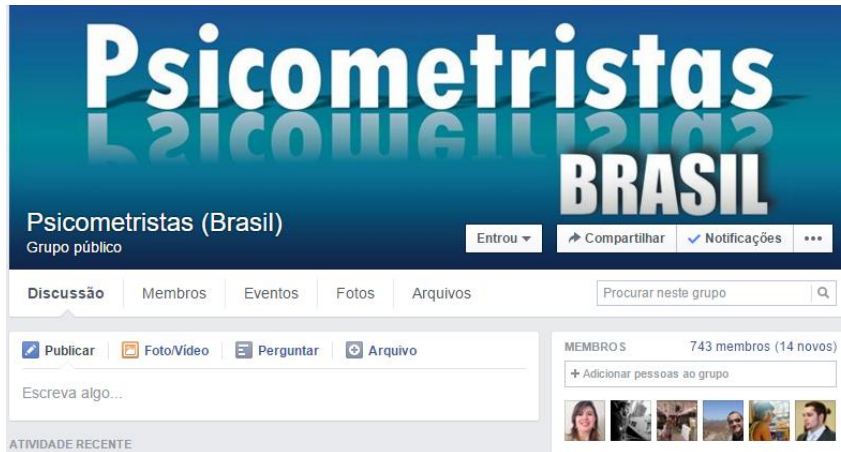 Psicometristas
BRASIL
Psicometristas (Brasil)
Grupo público
Entrou
Compartilhar
Notificações
Discussão Membros Eventos Fotos Arquivos
Procurar neste grupo
Publicar Foto/Vídeo Perguntar Arquivo
Escreva algo...
ATIVIDADE RECENTE
MEMBROS 743 membros (14 novos)
+ Adicionar pessoas ao grupo